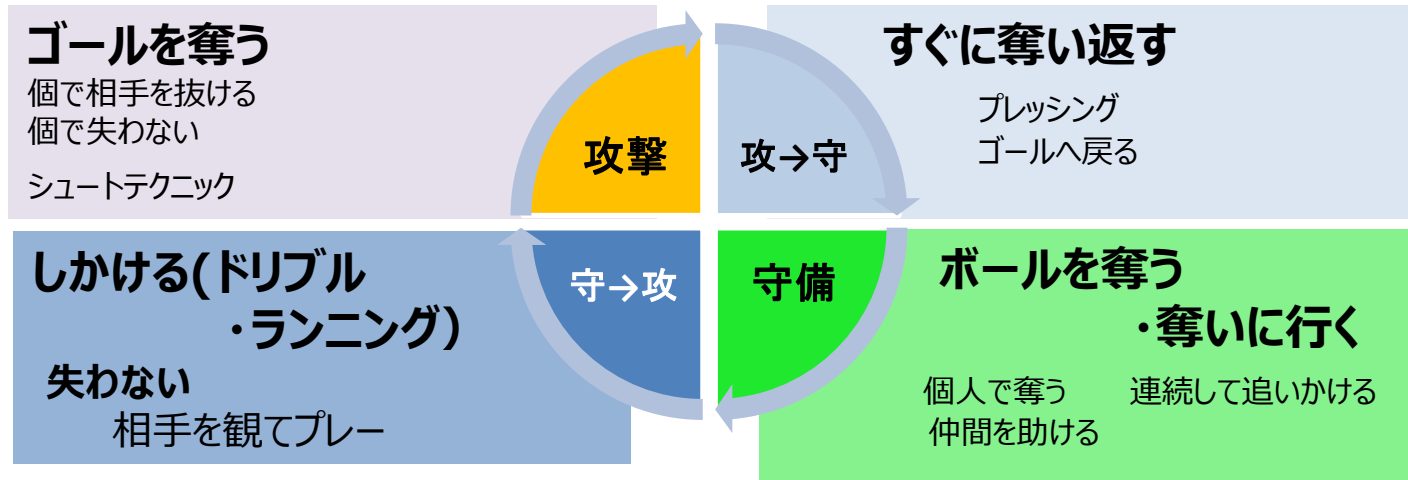 ゴールを奪う
個で相手を抜ける
個で失わない
シュートテクニック
攻撃
攻→守
すぐに奪い返す
プレッシング
ゴールへ戻る
しかける(ドリブル
・ランニング)
失わない
相手を観てプレー
守→攻
守備
ボールを奪う
・奪いに行く
個人で奪う 連続して追いかける
仲間を助ける